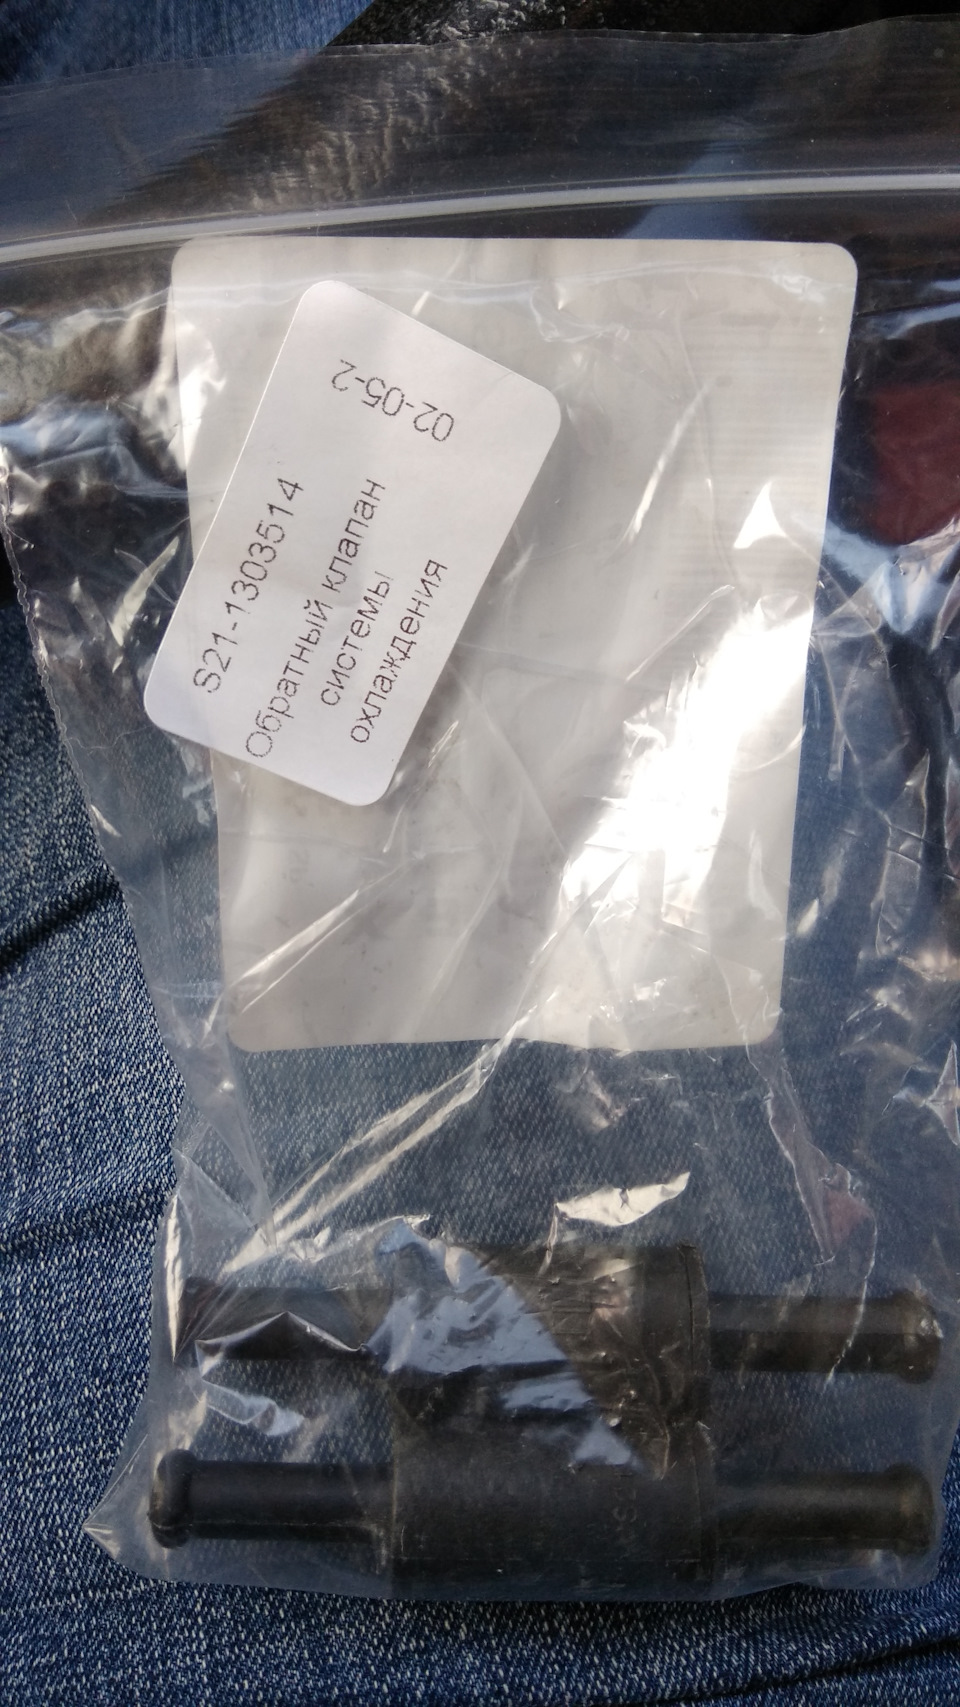 S21-1303514
Обратный клапан
системы
охлаждения
02-05-2